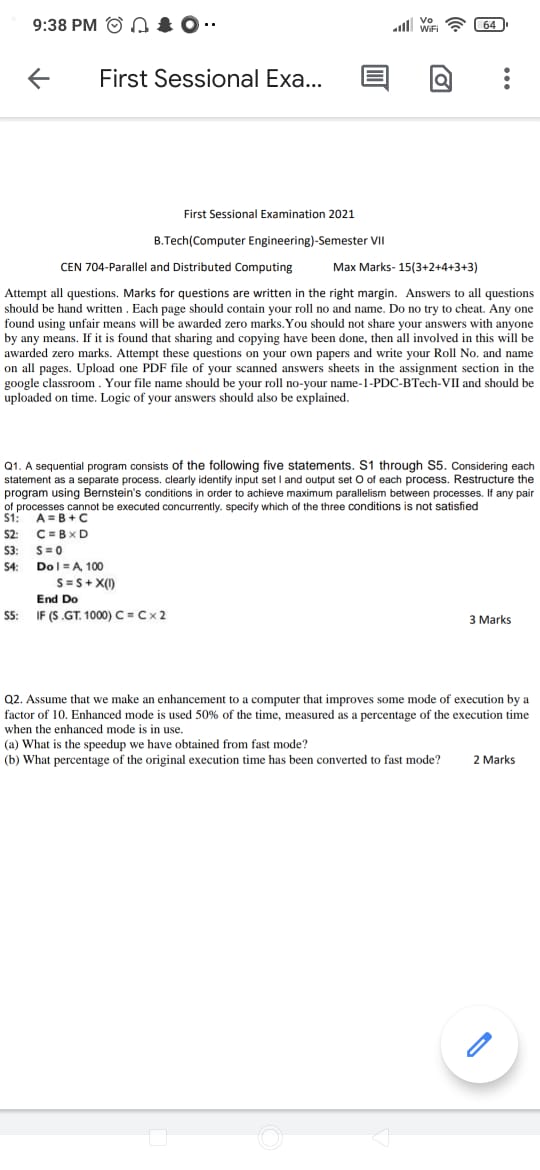 9:38 PM
Vo
WiFi
64
First Sessional Exa...
First Sessional Examination 2021
B.Tech(Computer Engineering)-Semester VII
CEN 704-Parallel and Distributed Computing Max Marks- 15(3+2+4+3+3)
Attempt all questions. Marks for questions are written in the right margin. Answers to all questions
should be hand written . Each page should contain your roll no and name. Do no try to cheat. Any one
found using unfair means will be awarded zero marks.You should not share your answers with anyone
by any means. If it is found that sharing and copying have been done, then all involved in this will be
awarded zero marks. Attempt these questions on your own papers and write your Roll No. and name
on all pages. Upload one PDF file of your scanned answers sheets in the assignment section in the
google classroom . Your file name should be your roll no-your name-1-PDC-BTech-VII and should be
uploaded on time. Logic of your answers should also be explained.
Q1. A sequential program consists of the following five statements. S1 through S5. Considering each
statement as a separate process. clearly identify input set I and output set O of each process. Restructure the
program using Bernstein's conditions in order to achieve maximum parallelism between processes. If any pair
of processes cannot be executed concurrently. specify which of the three conditions is not satisfied
S1: A = B + C
S2: C = B × D
S3: S = 0
S4: Do I = A, 100
S = S + X(I)
End Do
S5: IF (S .GT. 1000) C = C × 2
3 Marks
Q2. Assume that we make an enhancement to a computer that improves some mode of execution by a
factor of 10. Enhanced mode is used 50% of the time, measured as a percentage of the execution time
when the enhanced mode is in use.
(a) What is the speedup we have obtained from fast mode?
(b) What percentage of the original execution time has been converted to fast mode? 2 Marks